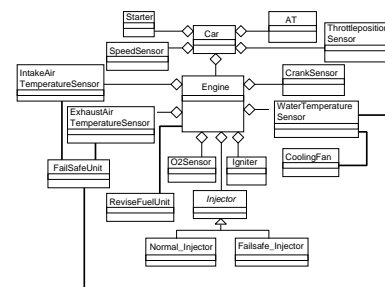 Starter
Car
AT
Throttleposition
Sensor
SpeedSensor
IntakeAir
TemperatureSensor
Engine
CrankSensor
ExhaustAir
TemperatureSensor
WaterTemperature
Sensor
FailSafeUnit
O2Sensor
Igniter
CoolingFan
ReviseFuelUnit
Injector
Normal_Injector
Failsafe_Injector